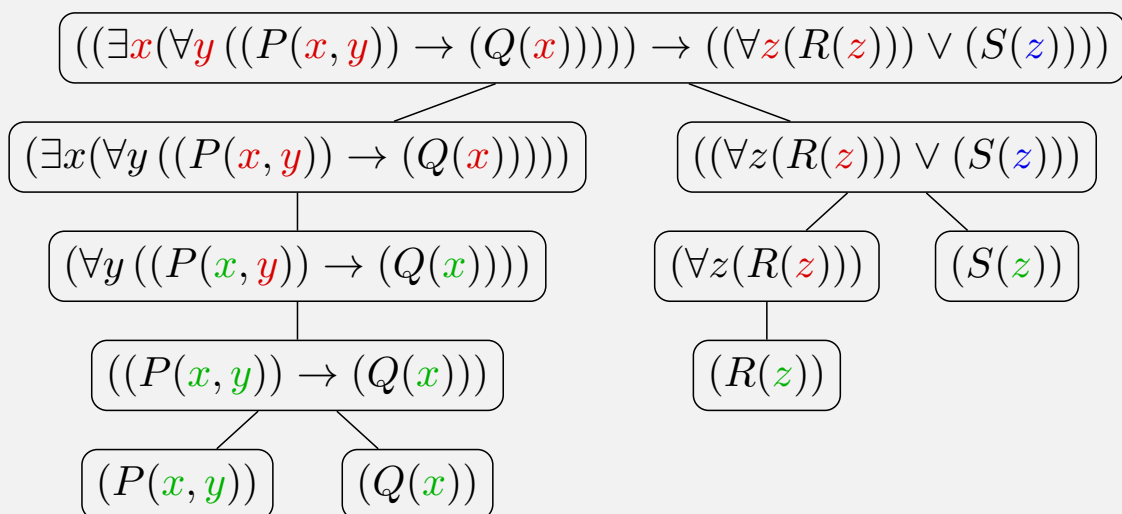 ((∃x(∀y ((P(x, y)) → (Q(x))))) → ((∀z(R(z))) ∨ (S(z))))
(∃x(∀y ((P(x, y)) → (Q(x)))))
((∀z(R(z))) ∨ (S(z)))
(∀y ((P(x, y)) → (Q(x))))
(∀z(R(z)))
(S(z))
((P(x, y)) → (Q(x)))
(R(z))
(P(x, y))
(Q(x))